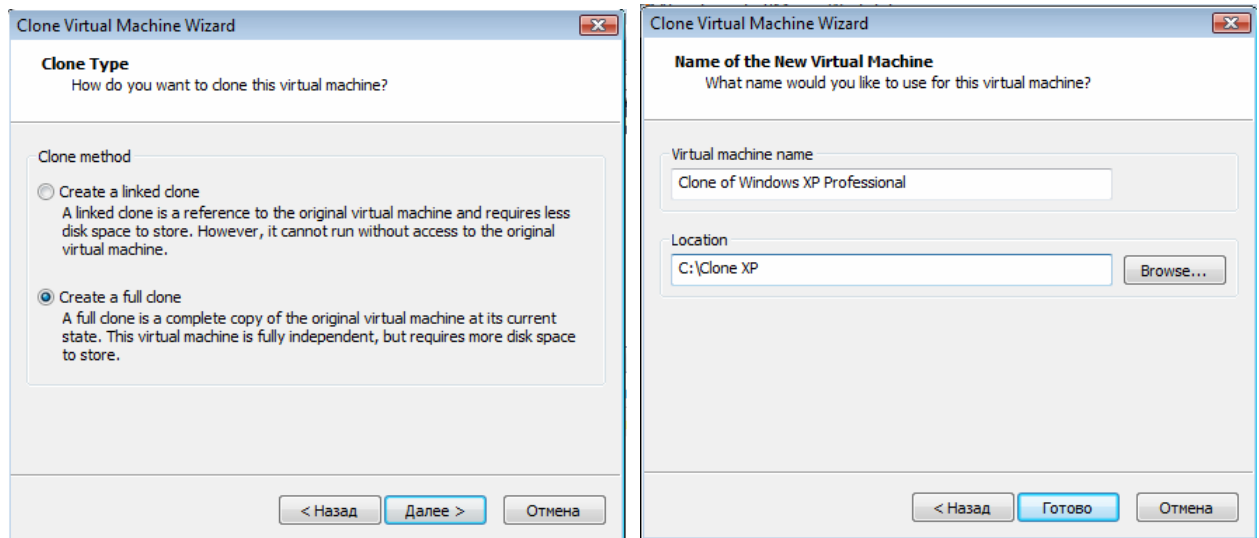 Clone Virtual Machine Wizard
Clone Type
How do you want to clone this virtual machine?
Clone method
Create a linked clone
A linked clone is a reference to the original virtual machine and requires less
disk space to store. However, it cannot run without access to the original
virtual machine.
Create a full clone
A full clone is a complete copy of the original virtual machine at its current
state. This virtual machine is fully independent, but requires more disk space
to store.
< Назад
Далее >
Отмена
Clone Virtual Machine Wizard
Name of the New Virtual Machine
What name would you like to use for this virtual machine?
Virtual machine name
Clone of Windows XP Professional
Location
C:\Clone XP
Browse...
< Назад
Готово
Отмена